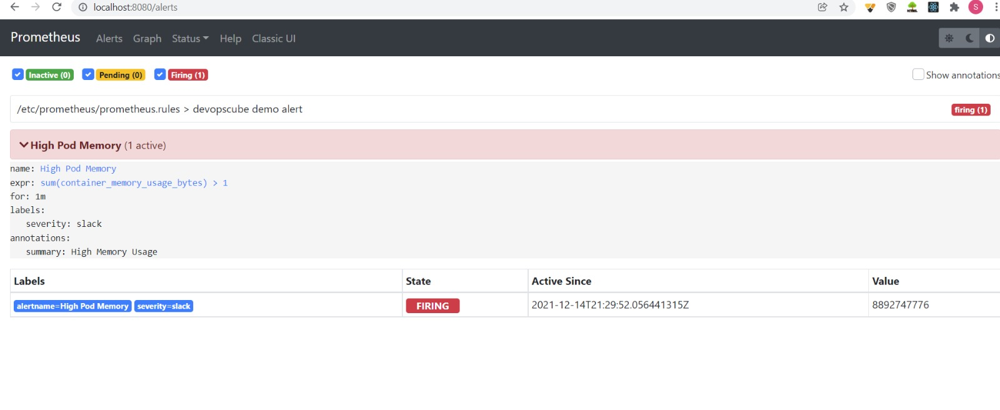 localhost:8080/alerts
S
Prometheus Alerts Graph Status Help Classic UI
Inactive (0) Pending (0) Firing (1) Show annotations
/etc/prometheus/prometheus.rules > devopscube demo alert firing (1)
High Pod Memory (1 active)
name: High Pod Memory
expr: sum(container_memory_usage_bytes) > 1
for: 1m
labels:
severity: slack
annotations:
summary: High Memory Usage
Labels State Active Since Value
alertname=High Pod Memory severity=slack FIRING 2021-12-14T21:29:52.056441315Z 8892747776